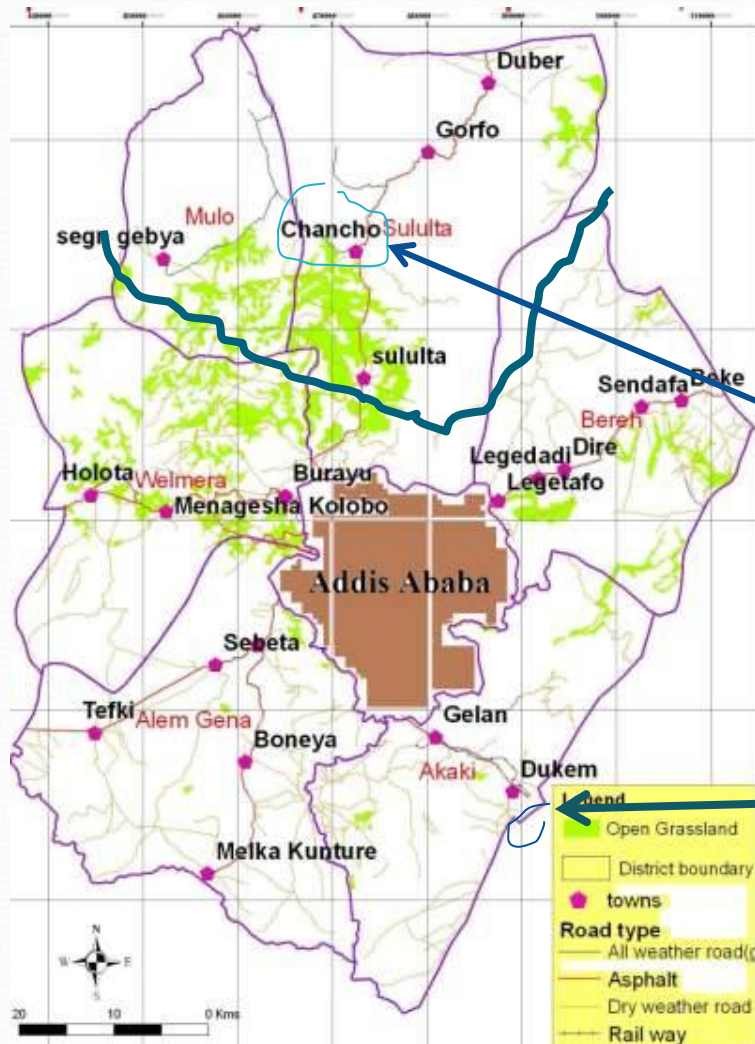 Duber
Gorfo
Mulo
segn gebya
Chancho
Sululta
sululta
Sendafa
Beke
Bereh
Legedadi
Dire
Legetafo
Holota
Welmera
Burayu
Menagesha Kolobo
Addis Ababa
Sebeta
Tefki
Alem Gena
Boneya
Gelan
Akaki
Dukem
Melka Kunture
Legend
Open Grassland
District boundary
towns
Road type
All weather road(g
Asphalt
Dry weather road
Rail way
N
W
E
S
20
10
0 Kms